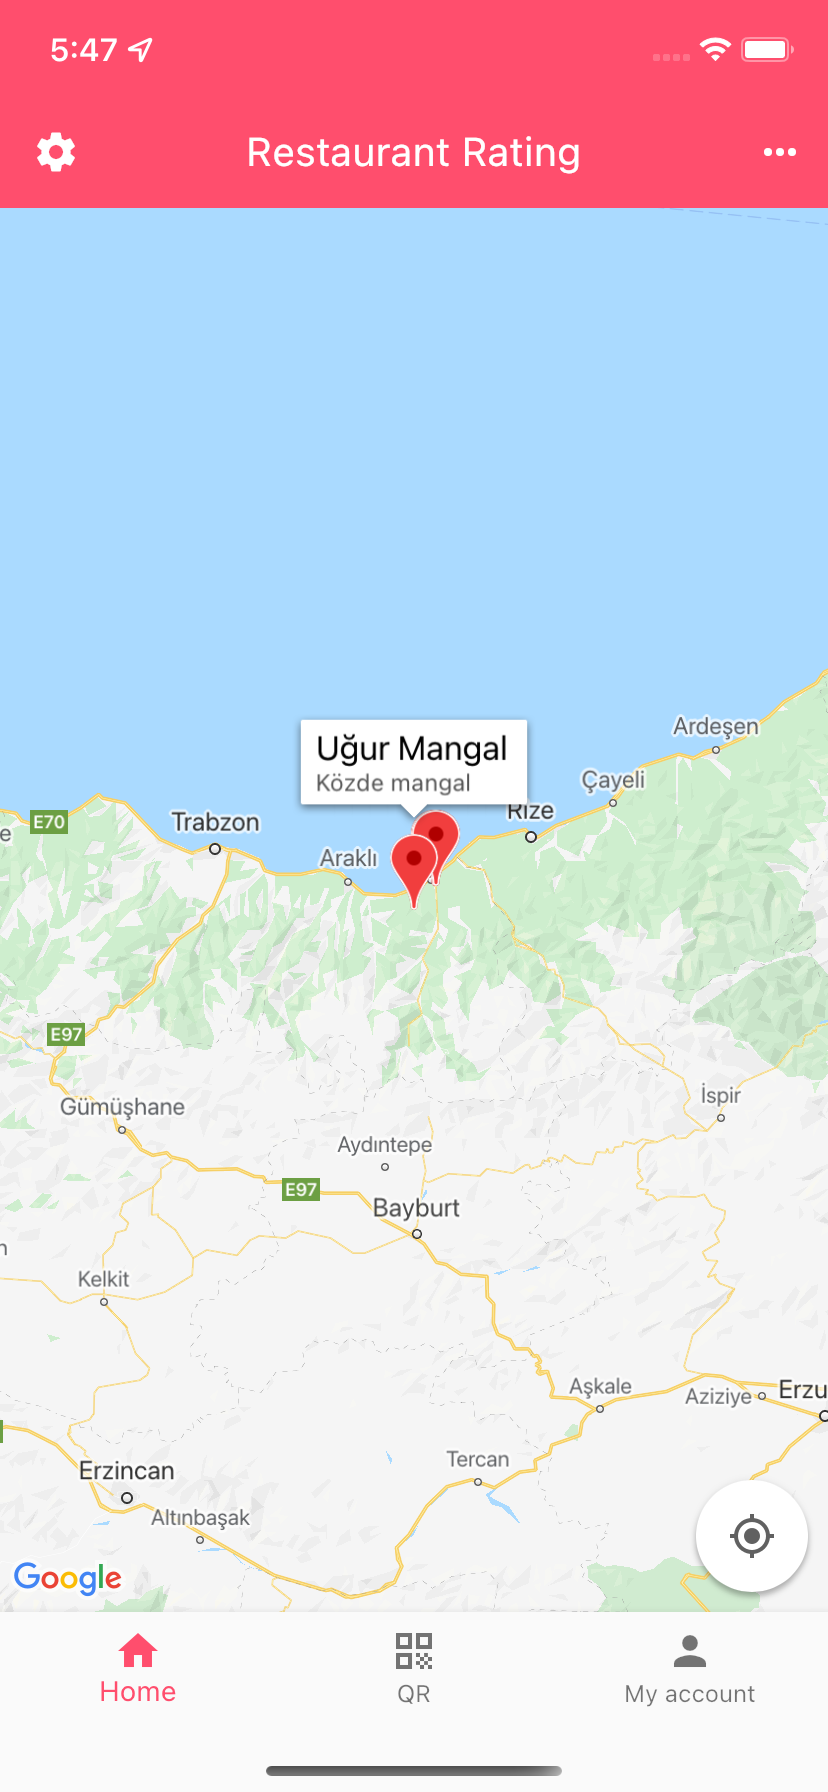 5:47
Restaurant Rating
Ardeşen
Uğur Mangal
Közde mangal
Çayeli
Rize
E70
Trabzon
e
Araklı
E97
Gümüşhane
İspir
Aydıntepe
E97
Bayburt
n
Kelkit
Aşkale
Aziziye
Erzu
Tercan
Erzincan
Altınbaşak
Google
Home
QR
My account